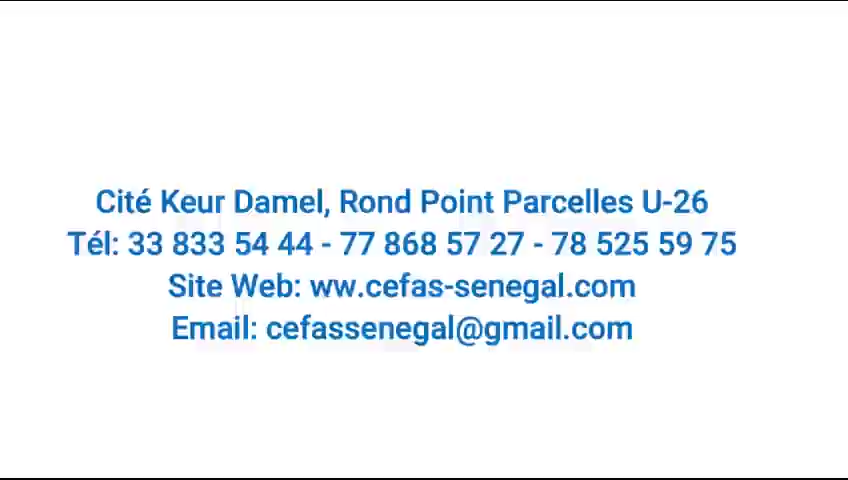 Cité Keur Damel, Rond Point Parcelles U-26
Tél: 33 833 54 44 - 77 868 57 27 - 78 525 59 75
Site Web: ww.cefas-senegal.com
Email: cefassenegal@gmail.com